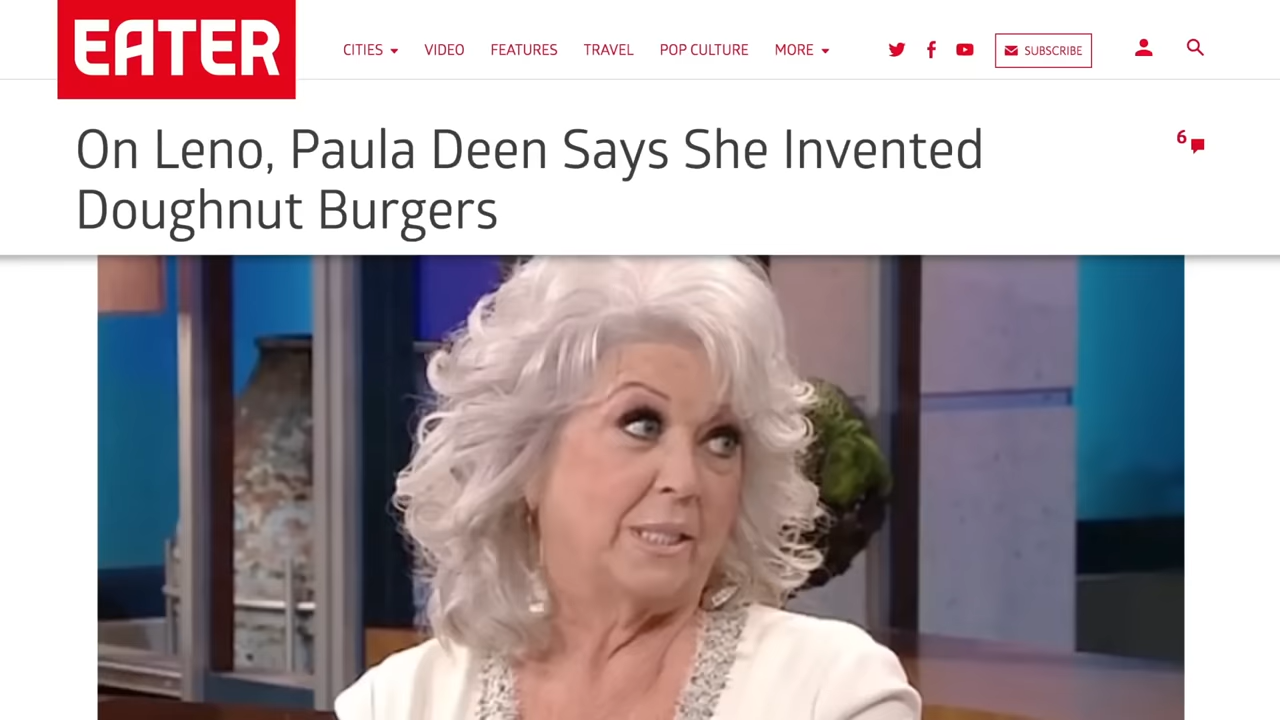 EATER
CITIES VIDEO FEATURES TRAVEL POP CULTURE MORE SUBSCRIBE
On Leno, Paula Deen Says She Invented
Doughnut Burgers
6